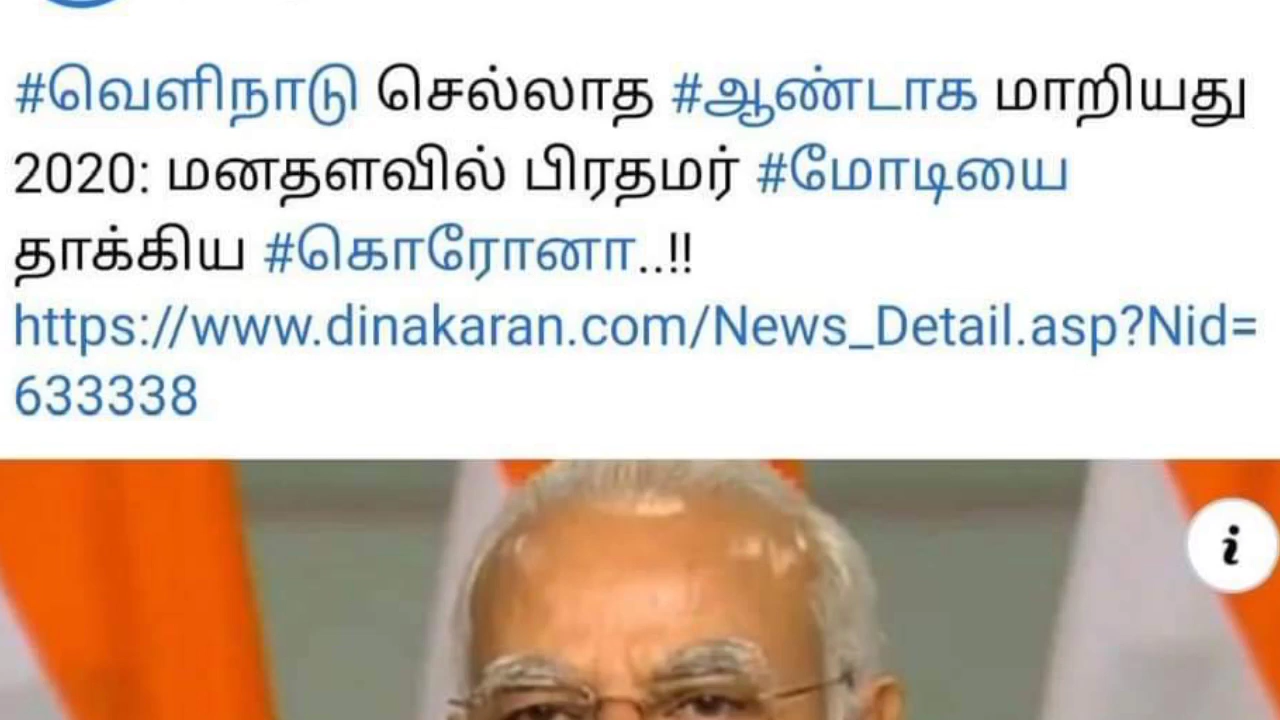 #வெளிநாடு செல்லாத #ஆண்டாக மாறியது
2020: மனதளவில் பிரதமர் #மோடியை
தாக்கிய #கொரோனா..!!
https://www.dinakaran.com/News_Detail.asp?Nid=
633338
i